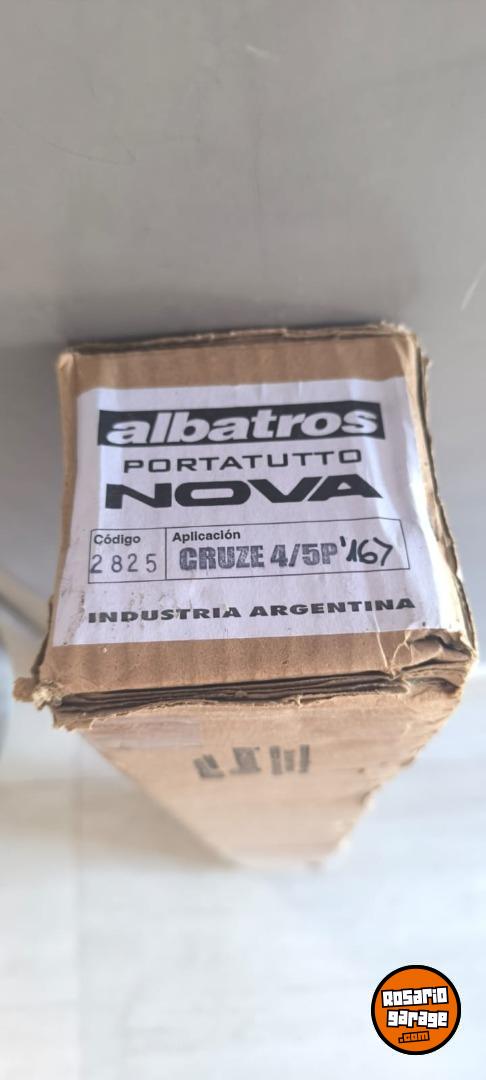 albatros
PORTATUTTO
NOVA
Código Aplicación
2825 CRUZE 4/5P '167
INDUSTRIA ARGENTINA
Rosario
garage
.com